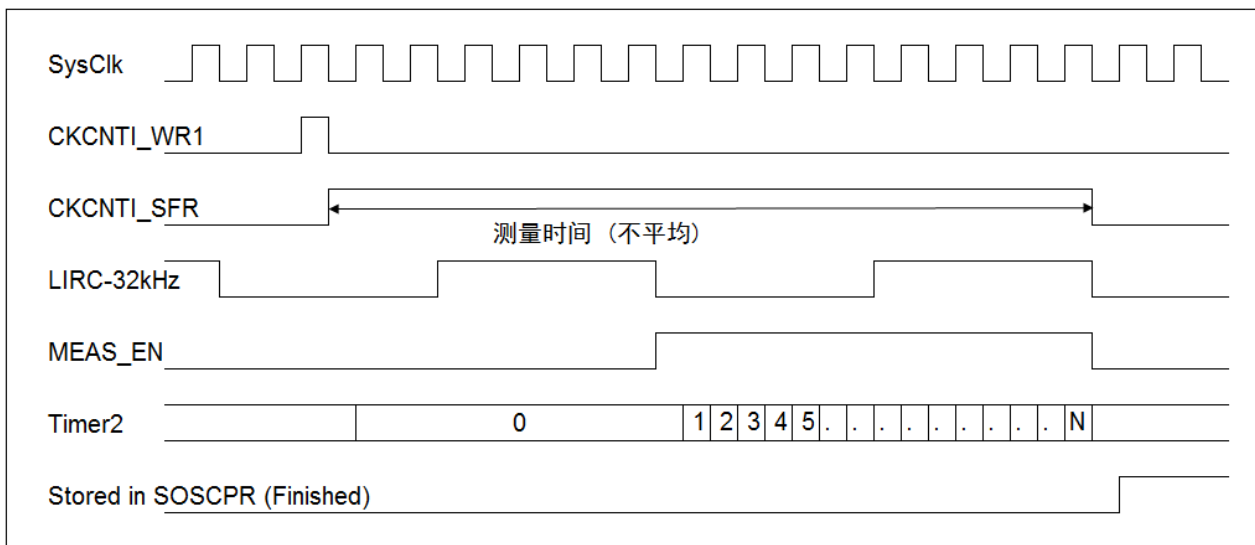 SysClk
CKCNTI_WR1
CKCNTI_SFR
测量时间 (不平均)
LIRC-32kHz
MEAS_EN
Timer2 0 1 2 3 4 5 . . . . . . . . . N
Stored in SOSCPR (Finished)